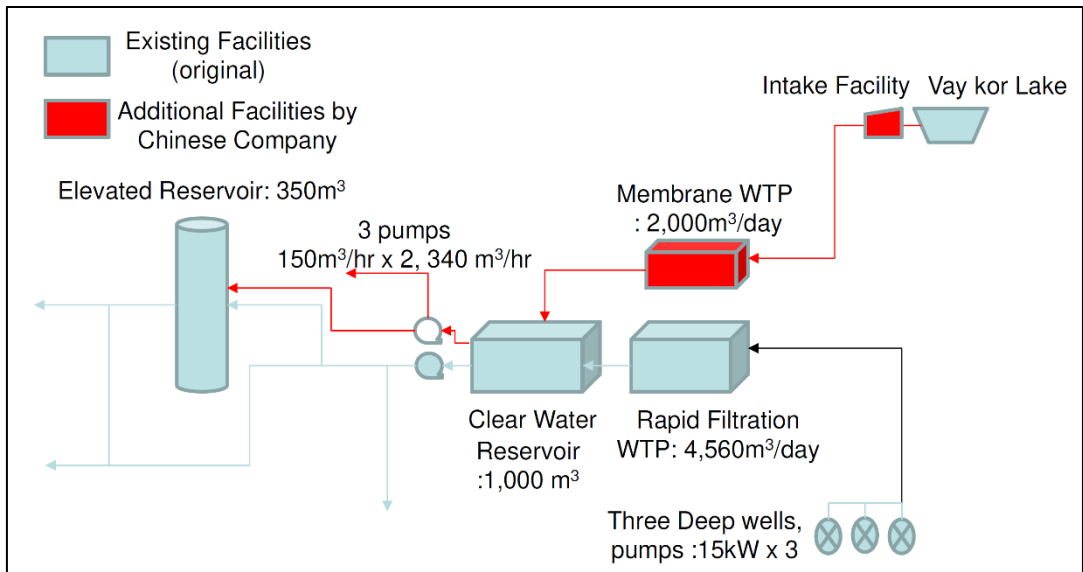 Existing Facilities
(original)
Additional Facilities by
Chinese Company
Intake Facility
Vay kor Lake
Elevated Reservoir: 350m³
Membrane WTP
: 2,000m³/day
3 pumps
150m³/hr x 2, 340 m³/hr
Clear Water
Reservoir
:1,000 m³
Rapid Filtration
WTP: 4,560m³/day
Three Deep wells,
pumps :15kW x 3